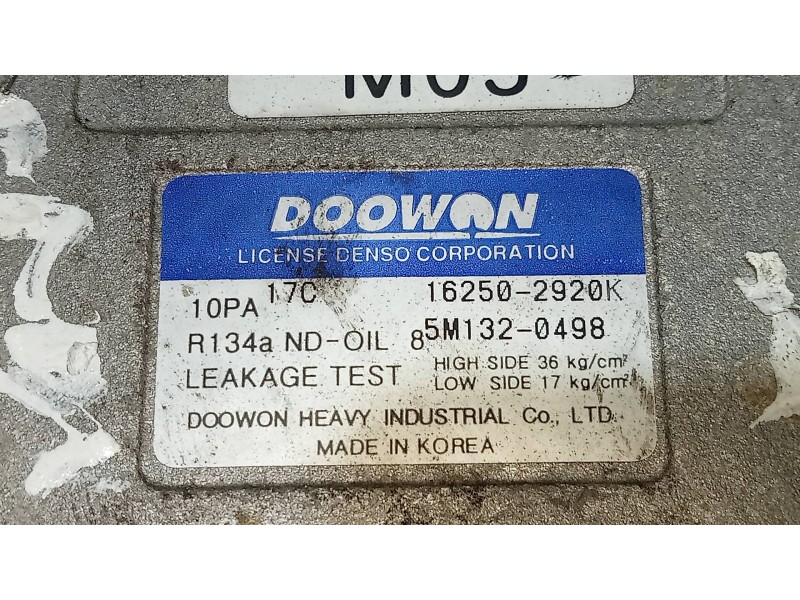 M05
DOOWON
LICENSE DENSO CORPORATION
10PA 17C 16250-2920K
R134a ND-OIL 8 5M132-0498
LEAKAGE TEST HIGH SIDE 36 kg/cm²
LOW SIDE 17 kg/cm²
DOOWON HEAVY INDUSTRIAL Co., LTD.
MADE IN KOREA